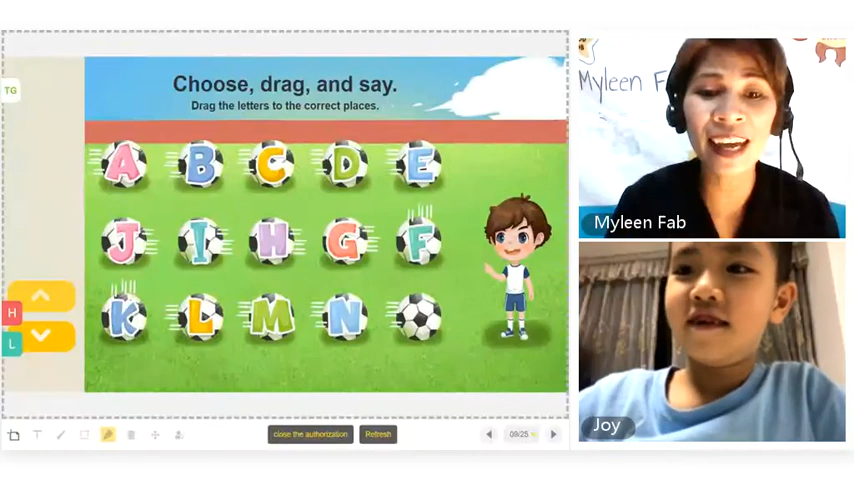 Choose, drag, and say.
Drag the letters to the correct places.
TG
A B C D E
J I H G F
K L M N
H
L
close the authorization
Refresh
09/25
Myleen F
Myleen Fab
Joy